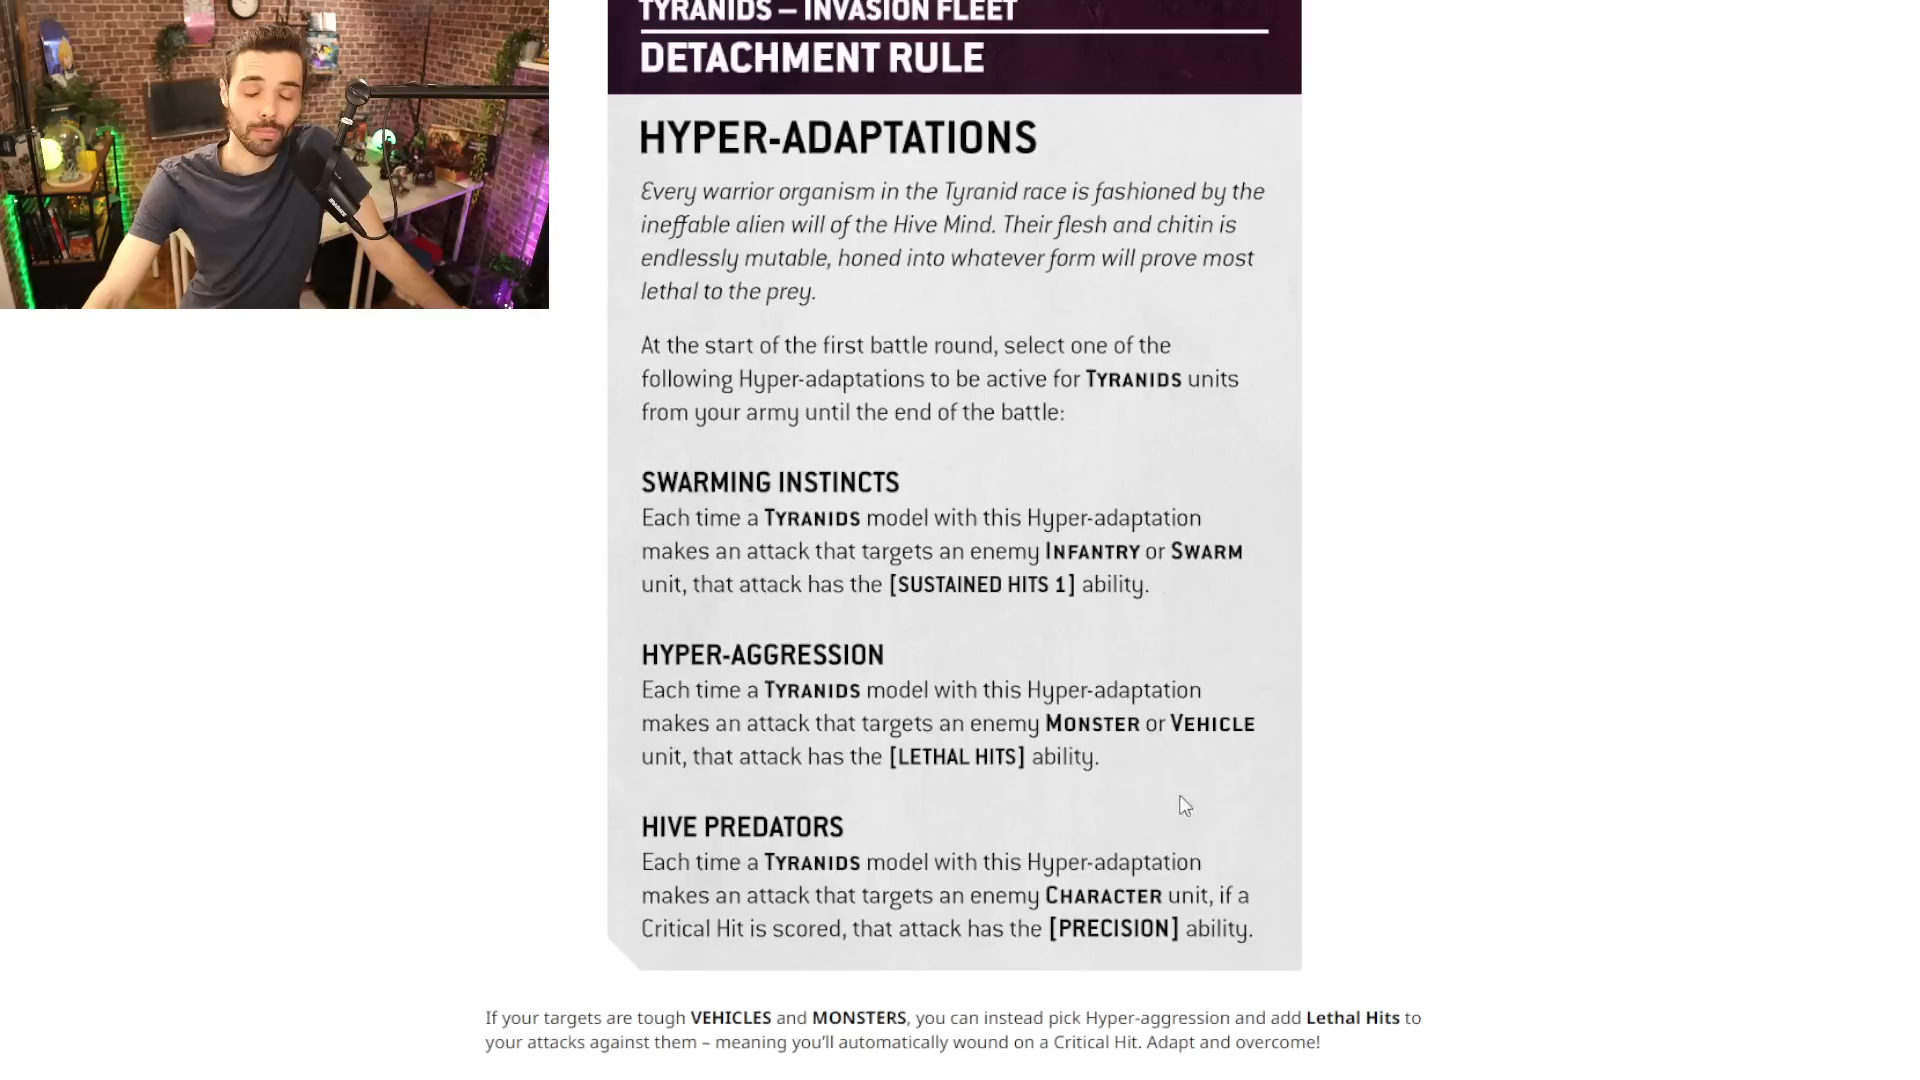 TYRANIDS – INVASION FLEET
DETACHMENT RULE
HYPER-ADAPTATIONS
Every warrior organism in the Tyranid race is fashioned by the
ineffable alien will of the Hive Mind. Their flesh and chitin is
endlessly mutable, honed into whatever form will prove most
lethal to the prey.
At the start of the first battle round, select one of the
following Hyper-adaptations to be active for TYRANIDS units
from your army until the end of the battle:
SWARMING INSTINCTS
Each time a TYRANIDS model with this Hyper-adaptation
makes an attack that targets an enemy INFANTRY or SWARM
unit, that attack has the [SUSTAINED HITS 1] ability.
HYPER-AGGRESSION
Each time a TYRANIDS model with this Hyper-adaptation
makes an attack that targets an enemy MONSTER or VEHICLE
unit, that attack has the [LETHAL HITS] ability.
HIVE PREDATORS
Each time a TYRANIDS model with this Hyper-adaptation
makes an attack that targets an enemy CHARACTER unit, if a
Critical Hit is scored, that attack has the [PRECISION] ability.
If your targets are tough VEHICLES and MONSTERS, you can instead pick Hyper-aggression and add Lethal Hits to
your attacks against them – meaning you'll automatically wound on a Critical Hit. Adapt and overcome!